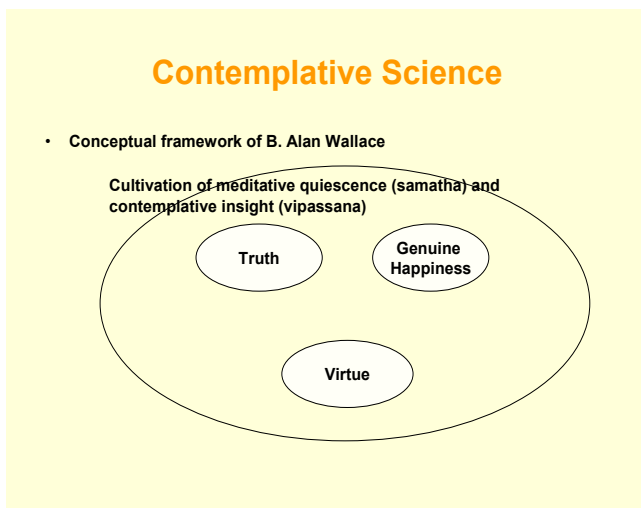 Contemplative Science
• Conceptual framework of B. Alan Wallace
Cultivation of meditative quiescence (samatha) and
contemplative insight (vipassana)
Truth
Genuine
Happiness
Virtue